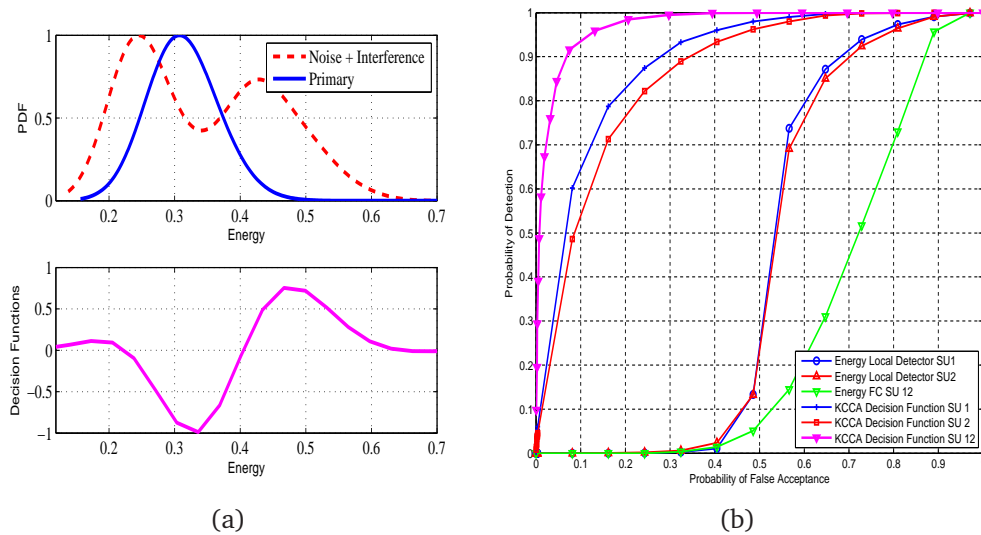 1
0.5
0
PDF
0.2 0.3 0.4 0.5 0.6 0.7
Energy
Noise + Interference
Primary
1
0.5
0
−0.5
−1
Decision Functions
0.2 0.3 0.4 0.5 0.6 0.7
Energy
(a)
1
0.9
0.8
0.7
0.6
0.5
0.4
0.3
0.2
0.1
0
Probability of Detection
0 0.1 0.2 0.3 0.4 0.5 0.6 0.7 0.8 0.9
Probability of False Acceptance
Energy Local Detector SU1
Energy Local Detector SU2
Energy FC SU 12
KCCA Decision Function SU 1
KCCA Decision Function SU 2
KCCA Decision Function SU 12
(b)